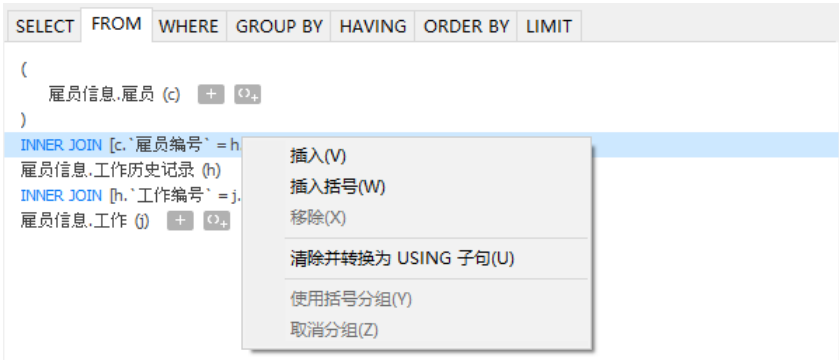 SELECT FROM WHERE GROUP BY HAVING ORDER BY LIMIT
(
雇员信息.雇员 (c) + ()+
)
INNER JOIN [c.`雇员编号` = h.
雇员信息.工作历史记录 (h)
INNER JOIN [h.`工作编号` = j.
雇员信息.工作 (j) + ()+
插入(V)
插入括号(W)
移除(X)
清除并转换为 USING 子句(U)
使用括号分组(Y)
取消分组(Z)